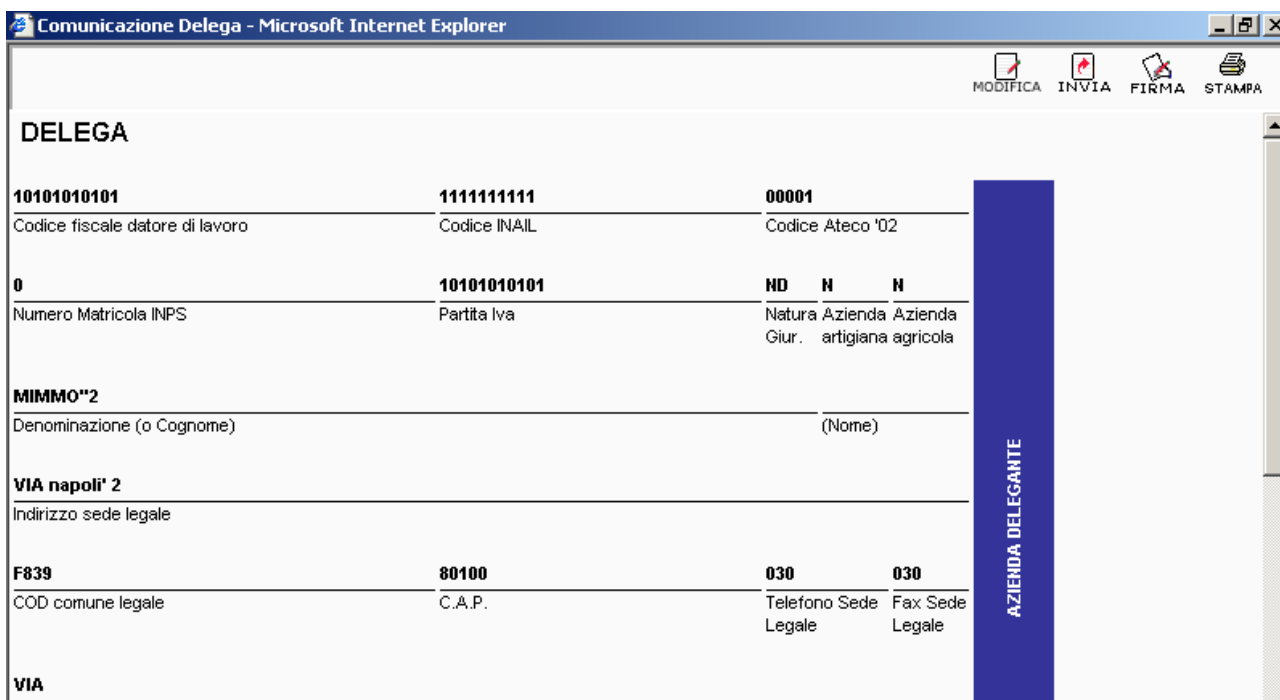 Comunicazione Delega - Microsoft Internet Explorer
MODIFICA INVIA FIRMA STAMPA
DELEGA
10101010101 1111111111 00001
Codice fiscale datore di lavoro Codice INAIL Codice Ateco '02
0 10101010101 ND N N
Numero Matricola INPS Partita Iva Natura Azienda Azienda
Giur. artigiana agricola
MIMMO"2
Denominazione (o Cognome) (Nome)
VIA napoli' 2
Indirizzo sede legale
F839 80100 030 030
COD comune legale C.A.P. Telefono Sede Fax Sede
Legale Legale
VIA
AZIENDA DELEGANTE